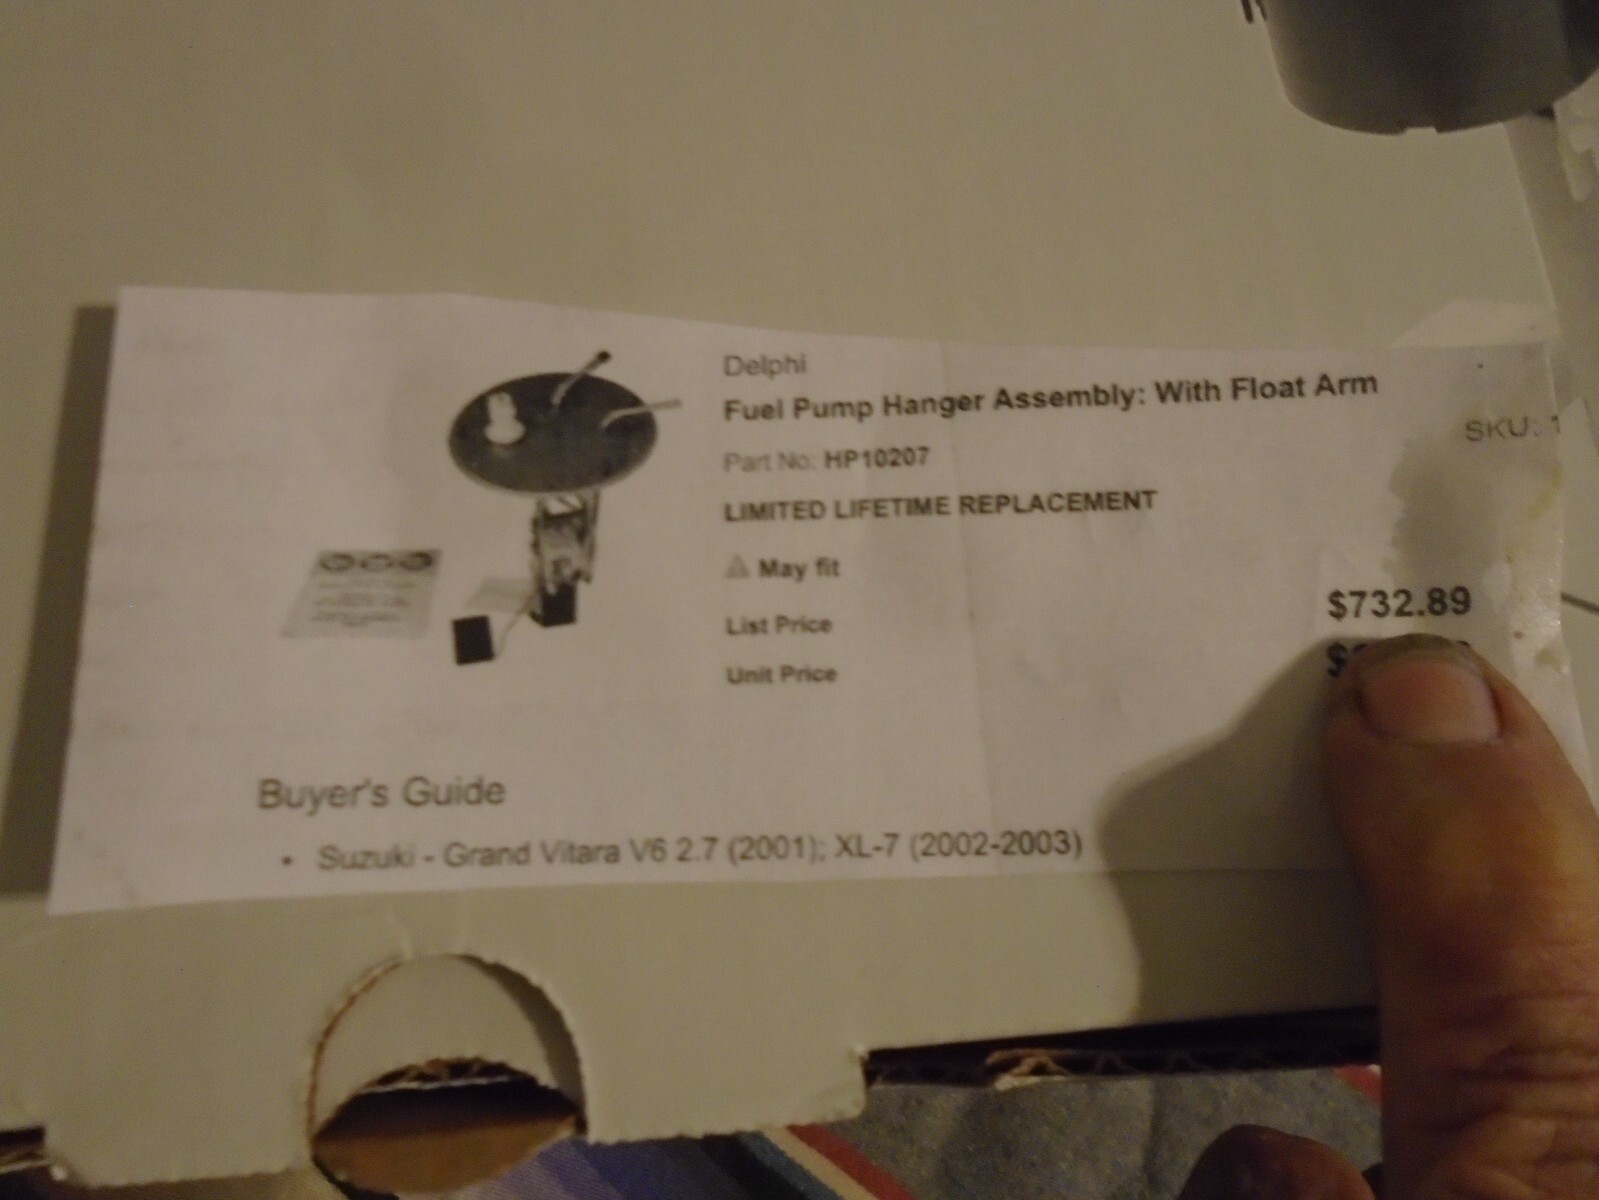 Delphi
Fuel Pump Hanger Assembly: With Float Arm
SKU: 1
Part No: HP10207
LIMITED LIFETIME REPLACEMENT
May fit
List Price $732.89
Unit Price
Buyer's Guide
• Suzuki - Grand Vitara V6 2.7 (2001); XL-7 (2002-2003)